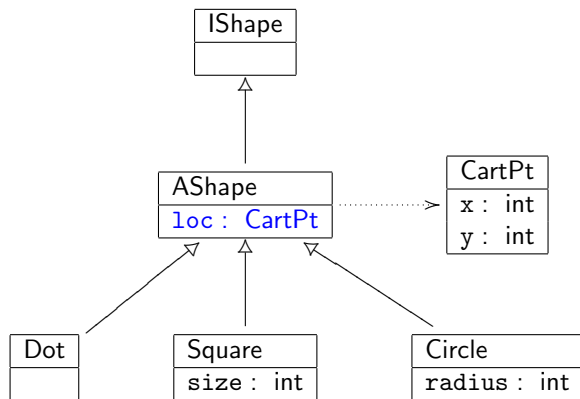 IShape
AShape
loc : CartPt
CartPt
x : int
y : int
Dot
Square
size : int
Circle
radius : int